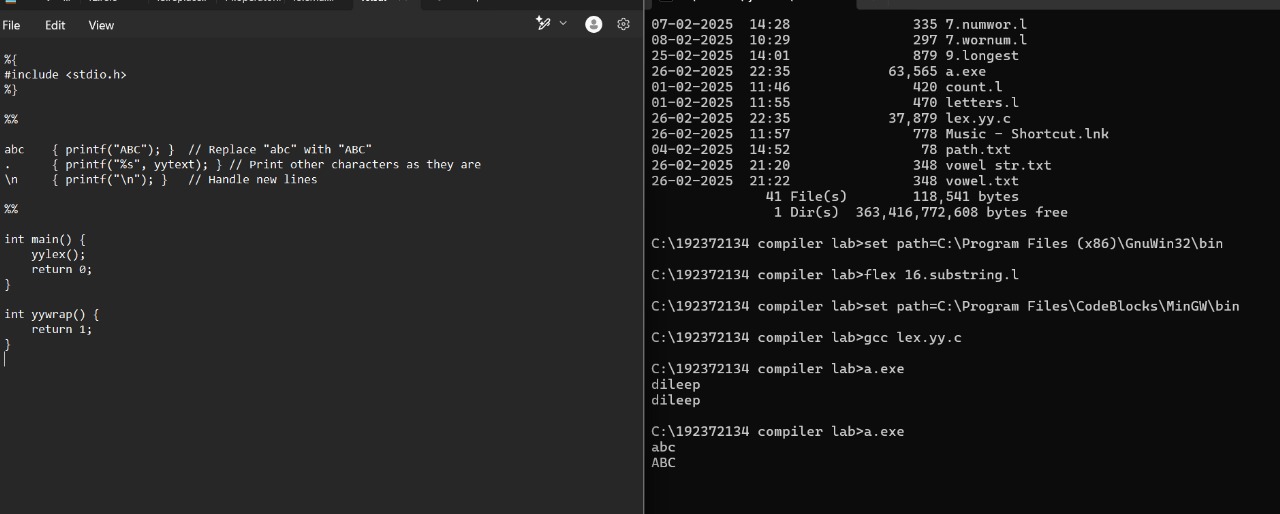 File Edit View
%{
#include <stdio.h>
%}
%%
abc    { printf("ABC"); }  // Replace "abc" with "ABC"
.      { printf("%s", yytext); } // Print other characters as they are
\n     { printf("\n"); }   // Handle new lines
%%
int main() {
    yylex();
    return 0;
}
int yywrap() {
    return 1;
}
07-02-2025  14:28               335 7.numwor.l
08-02-2025  10:29               297 7.wornum.l
25-02-2025  14:01               879 9.longest
26-02-2025  22:35            63,565 a.exe
01-02-2025  11:46               420 count.l
01-02-2025  11:55               470 letters.l
26-02-2025  22:35            37,879 lex.yy.c
26-02-2025  11:57               778 Music - Shortcut.lnk
04-02-2025  14:52                78 path.txt
26-02-2025  21:20               348 vowel str.txt
26-02-2025  21:22               348 vowel.txt
              41 File(s)        118,541 bytes
               1 Dir(s)  363,416,772,608 bytes free
C:\192372134 compiler lab>set path=C:\Program Files (x86)\GnuWin32\bin
C:\192372134 compiler lab>flex 16.substring.l
C:\192372134 compiler lab>set path=C:\Program Files\CodeBlocks\MinGW\bin
C:\192372134 compiler lab>gcc lex.yy.c
C:\192372134 compiler lab>a.exe
dileep
dileep
C:\192372134 compiler lab>a.exe
abc
ABC